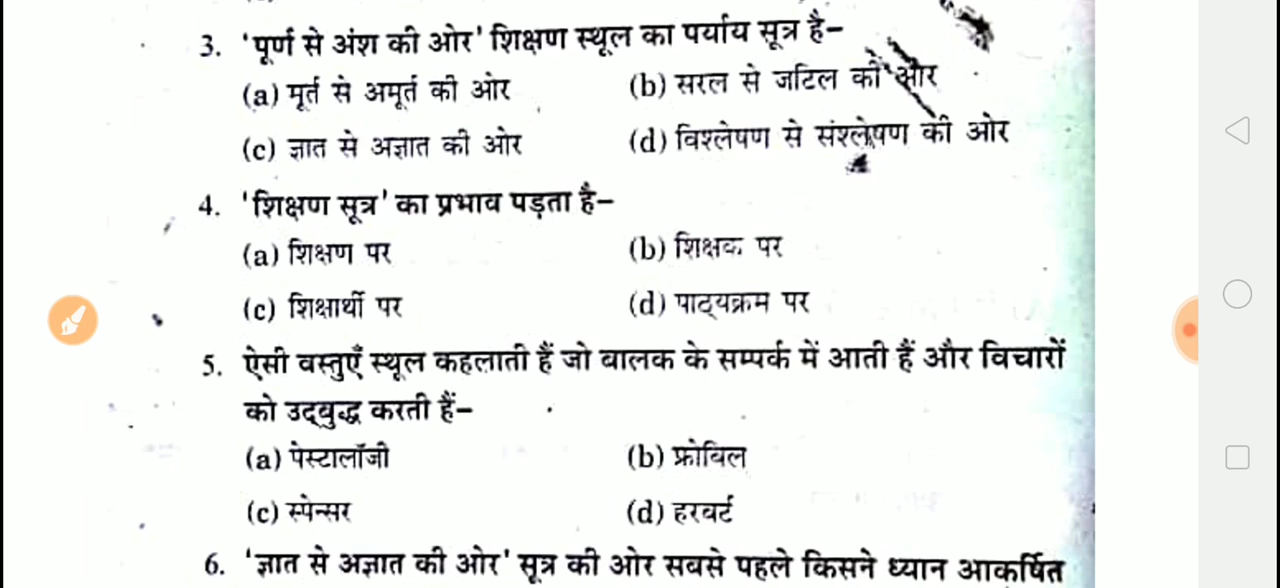 3. 'पूर्ण से अंश की ओर' शिक्षण स्थूल का पर्याय सूत्र है–
(a) मूर्त से अमूर्त की ओर (b) सरल से जटिल की ओर
(c) ज्ञात से अज्ञात की ओर (d) विश्लेषण से संश्लेषण की ओर
4. 'शिक्षण सूत्र' का प्रभाव पड़ता है–
(a) शिक्षण पर (b) शिक्षक पर
(c) शिक्षार्थी पर (d) पाठ्यक्रम पर
5. ऐसी वस्तुएँ स्थूल कहलाती हैं जो बालक के सम्पर्क में आती हैं और विचारों
को उद्बुद्ध करती हैं–
(a) पेस्टालॉजी (b) फ्रोविल
(c) स्पेन्सर (d) हरबर्ट
6. 'ज्ञात से अज्ञात की ओर' सूत्र की ओर सबसे पहले किसने ध्यान आकर्षित